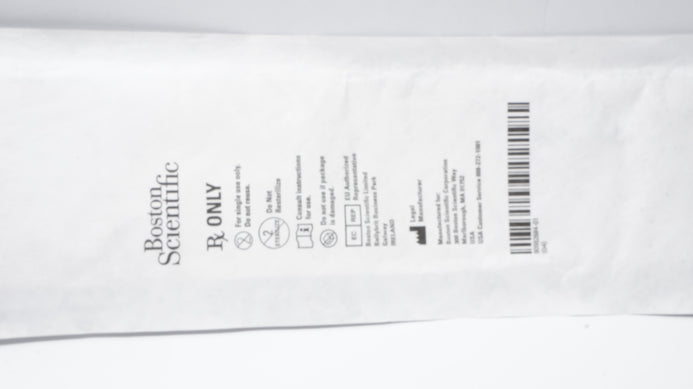 Boston
Scientific
Rx ONLY
For single use only.
Do not reuse.
2
STERILIZE
Do Not
Resterilize
i
Consult instructions
for use.
Do not use if package
is damaged.
EC REP
EU Authorized
Representative
Boston Scientific Limited
Ballybrit Business Park
Galway
IRELAND
Legal
Manufacturer
Manufactured for:
Boston Scientific Corporation
300 Boston Scientific Way
Marlborough, MA 01752
USA
USA Customer Service 888-272-1001